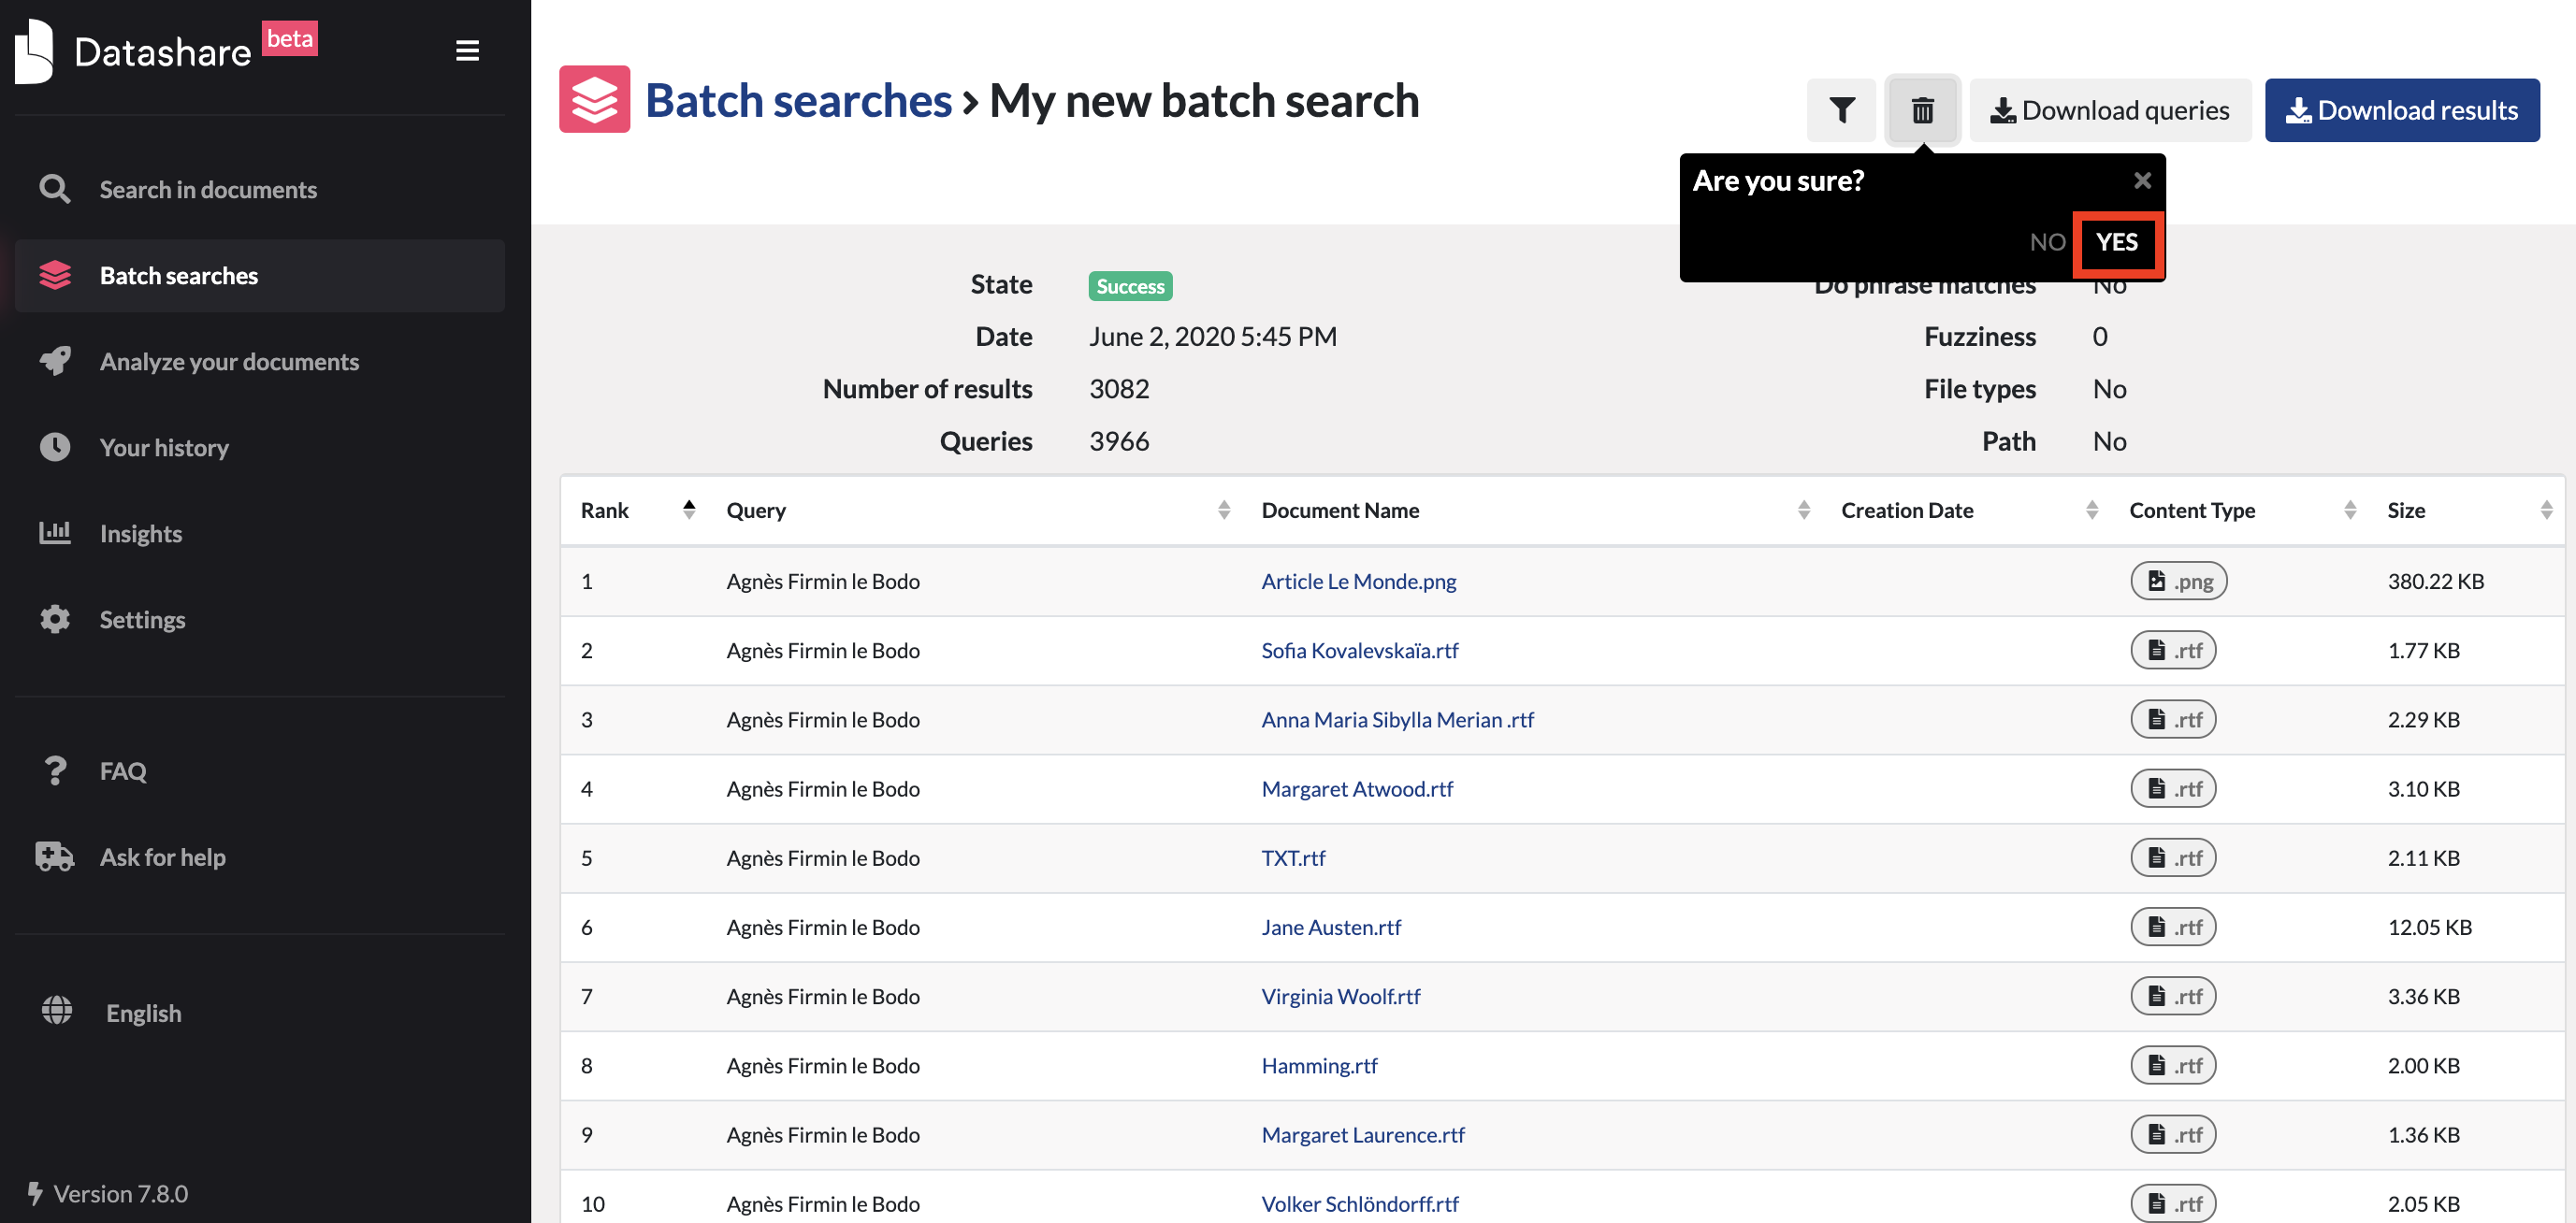 Datashare beta
Search in documents
Batch searches
Analyze your documents
Your history
Insights
Settings
FAQ
Ask for help
English
Version 7.8.0
Batch searches › My new batch search
Download queries
Download results
Are you sure? ×
NO YES
State Success
Date June 2, 2020 5:45 PM
Number of results 3082
Queries 3966
Do phrase matches No
Fuzziness 0
File types No
Path No
Rank Query Document Name Creation Date Content Type Size
1 Agnès Firmin le Bodo Article Le Monde.png .png 380.22 KB
2 Agnès Firmin le Bodo Sofia Kovalevskaïa.rtf .rtf 1.77 KB
3 Agnès Firmin le Bodo Anna Maria Sibylla Merian .rtf .rtf 2.29 KB
4 Agnès Firmin le Bodo Margaret Atwood.rtf .rtf 3.10 KB
5 Agnès Firmin le Bodo TXT.rtf .rtf 2.11 KB
6 Agnès Firmin le Bodo Jane Austen.rtf .rtf 12.05 KB
7 Agnès Firmin le Bodo Virginia Woolf.rtf .rtf 3.36 KB
8 Agnès Firmin le Bodo Hamming.rtf .rtf 2.00 KB
9 Agnès Firmin le Bodo Margaret Laurence.rtf .rtf 1.36 KB
10 Agnès Firmin le Bodo Volker Schlöndorff.rtf .rtf 2.05 KB